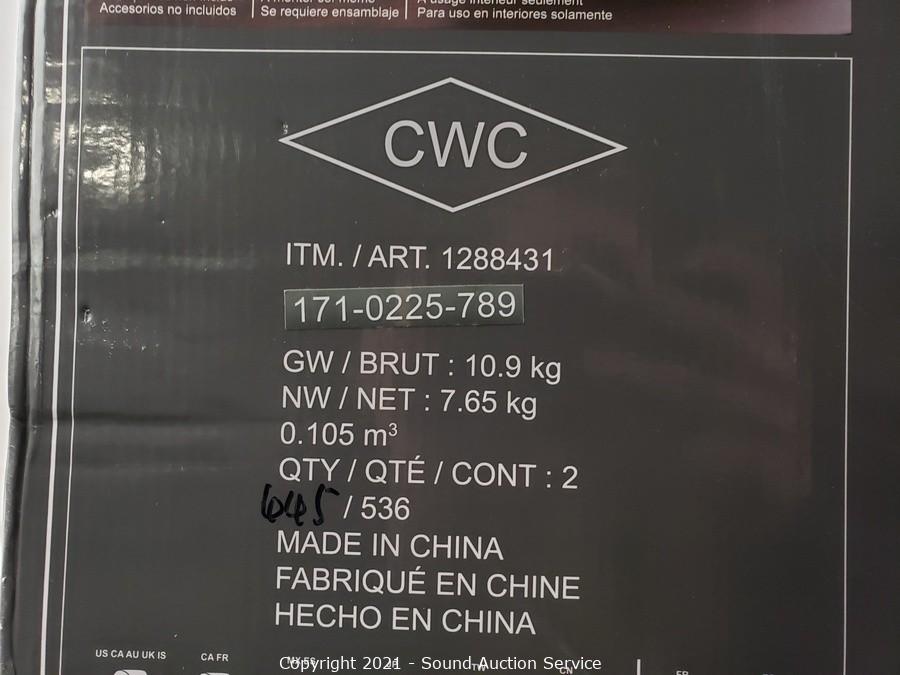 Accesorios no incluidos
Se requiere ensamblaje
Para uso en interiores solamente
CWC
ITM. / ART. 1288431
171-0225-789
GW / BRUT : 10.9 kg
NW / NET : 7.65 kg
0.105 m³
QTY / QTÉ / CONT : 2
645 / 536
MADE IN CHINA
FABRIQUÉ EN CHINE
HECHO EN CHINA
US CA AU UK IS
CA FR
TW
CN
Copyright 2021 - Sound Auction Service